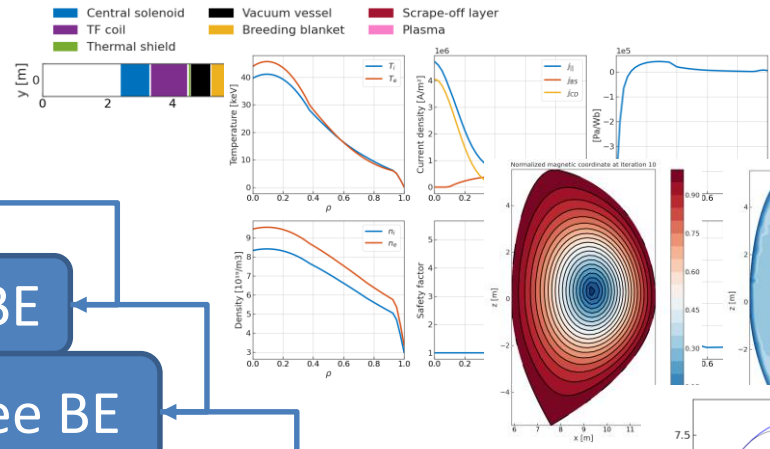 Central solenoid
TF coil
Thermal shield
Vacuum vessel
Breeding blanket
Scrape-off layer
Plasma
y [m]
0
0 2 4
Temperature [keV]
40
30
20
10
0
0.0 0.2 0.4 0.6 0.8 1.0
ρ
T_i
T_e
1e6
Current density [A/m²]
4
3
2
1
0
0.0 0.2
j_||
j_BS
j_CD
1e5
[Pa/Wb]
0
−1
−2
−3
Density [10¹⁹/m3]
9
8
7
6
5
4
3
0.0 0.2 0.4 0.6 0.8 1.0
ρ
n_i
n_e
Safety factor
5
4
3
2
1
0.0 0.2
Normalized magnetic coordinate at iteration 10
z [m]
4
2
0
−2
−4
6 7 8 9 10 11
x [m]
0.90
0.75
0.60
0.45
0.30
0.6
0.6
z [m]
4
2
0
−2
7.5
BE
ee BE